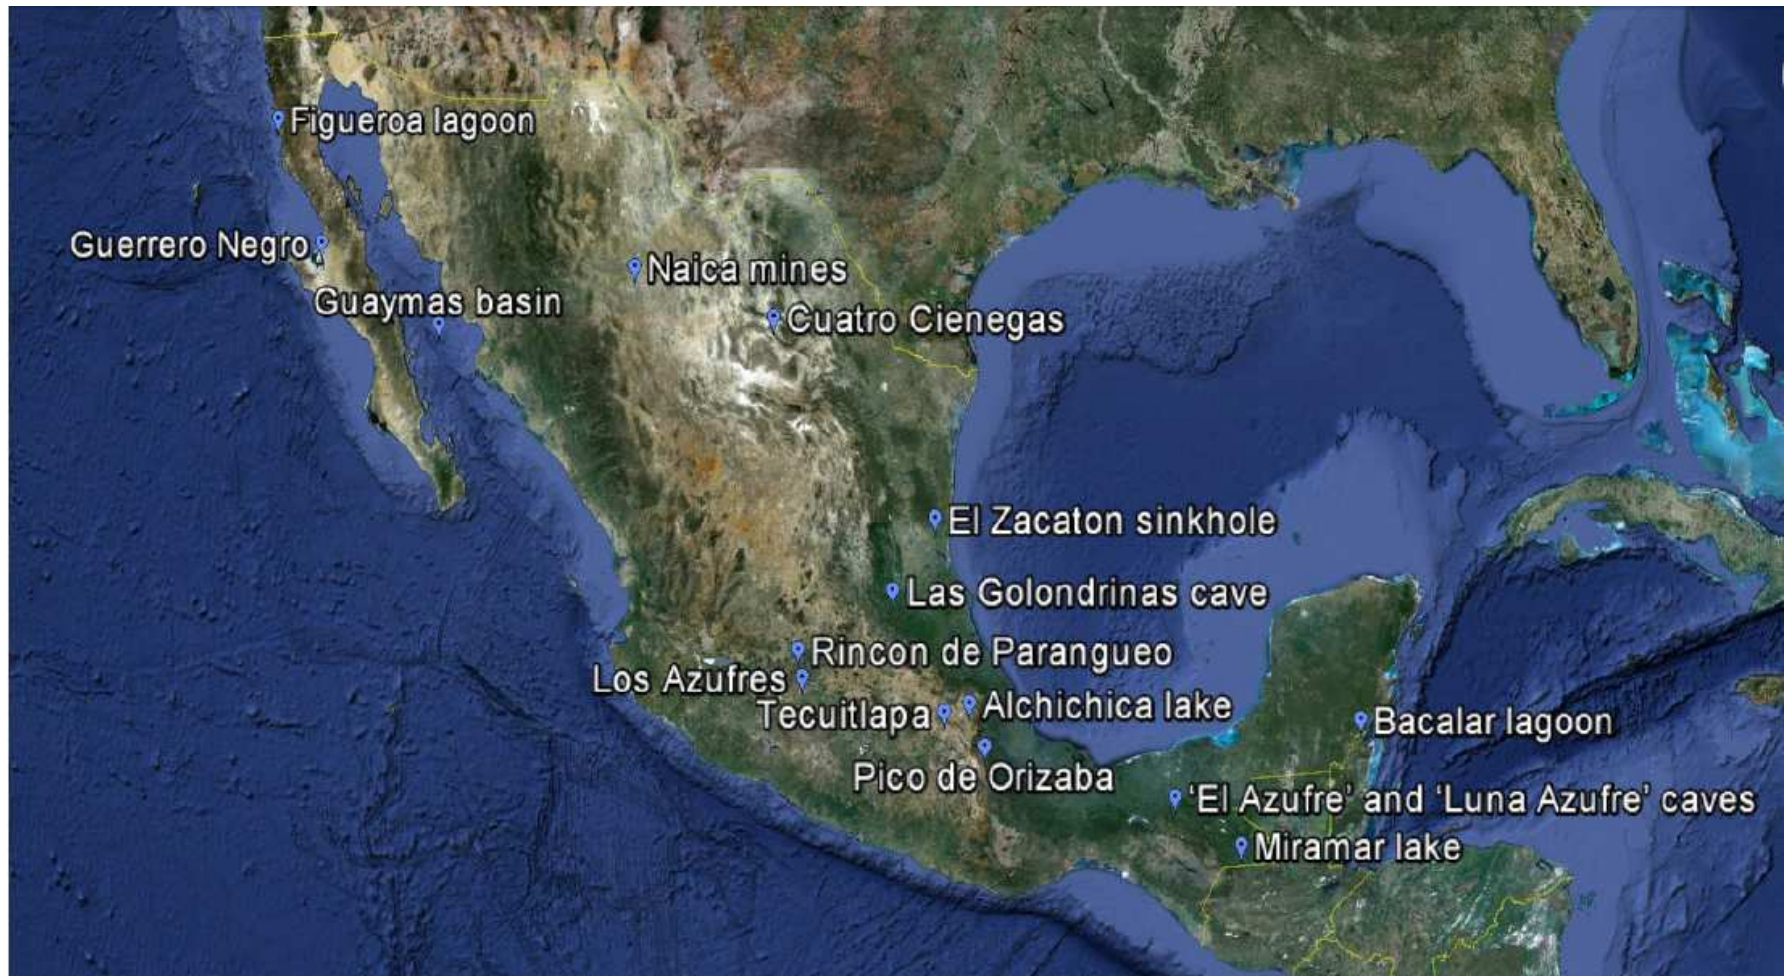 Figueroa lagoon
Guerrero Negro
Naica mines
Guaymas basin
Cuatro Cienegas
El Zacaton sinkhole
Las Golondrinas cave
Rincon de Parangueo
Los Azufres
Alchichica lake
Tecuitlapa
Bacalar lagoon
Pico de Orizaba
‘El Azufre’ and ‘Luna Azufre’ caves
Miramar lake